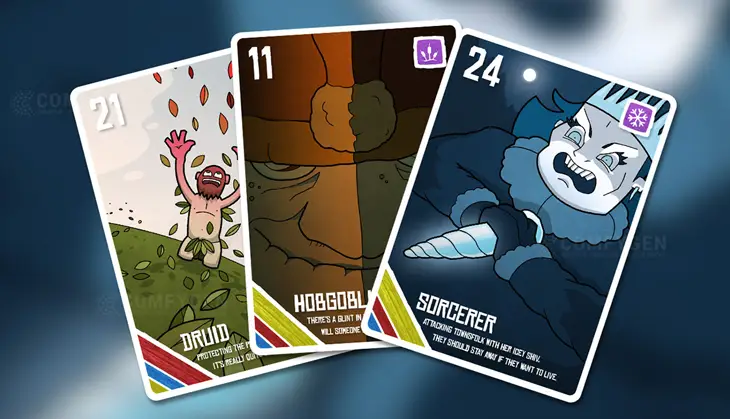 21
DRUID
PROTECTING THE
IT'S REALLY
11
HOBGOBL
THERE'S A GLINT IN
WILL SOMEONE
24
SORCERER
ATTACKING TOWNSFOLK WITH HER ICEY SHIV,
THEY SHOULD STAY AWAY IF THEY WANT TO LIVE.
COMFYGEN